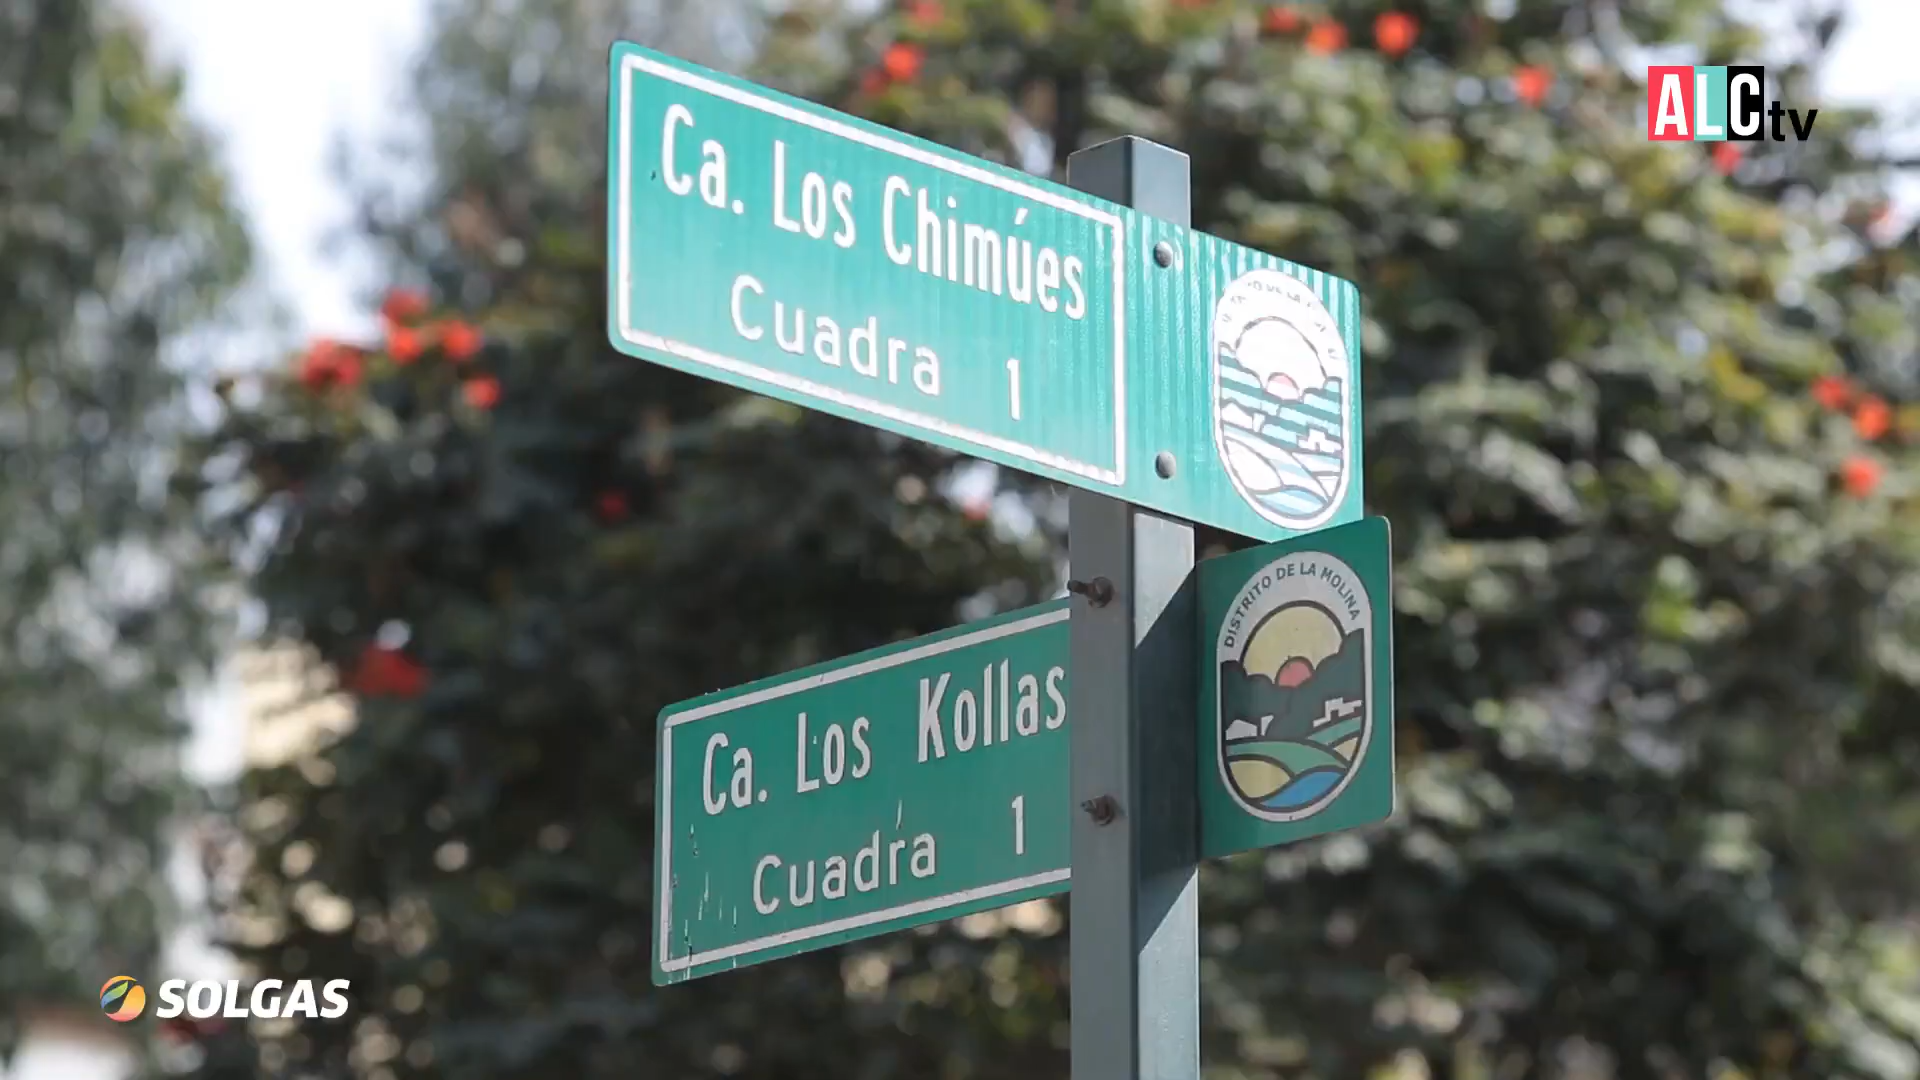 ALCtv
Ca. Los Chimúes
Cuadra 1
DISTRITO DE LA MOLINA
Ca. Los Kollas
Cuadra 1
SOLGAS